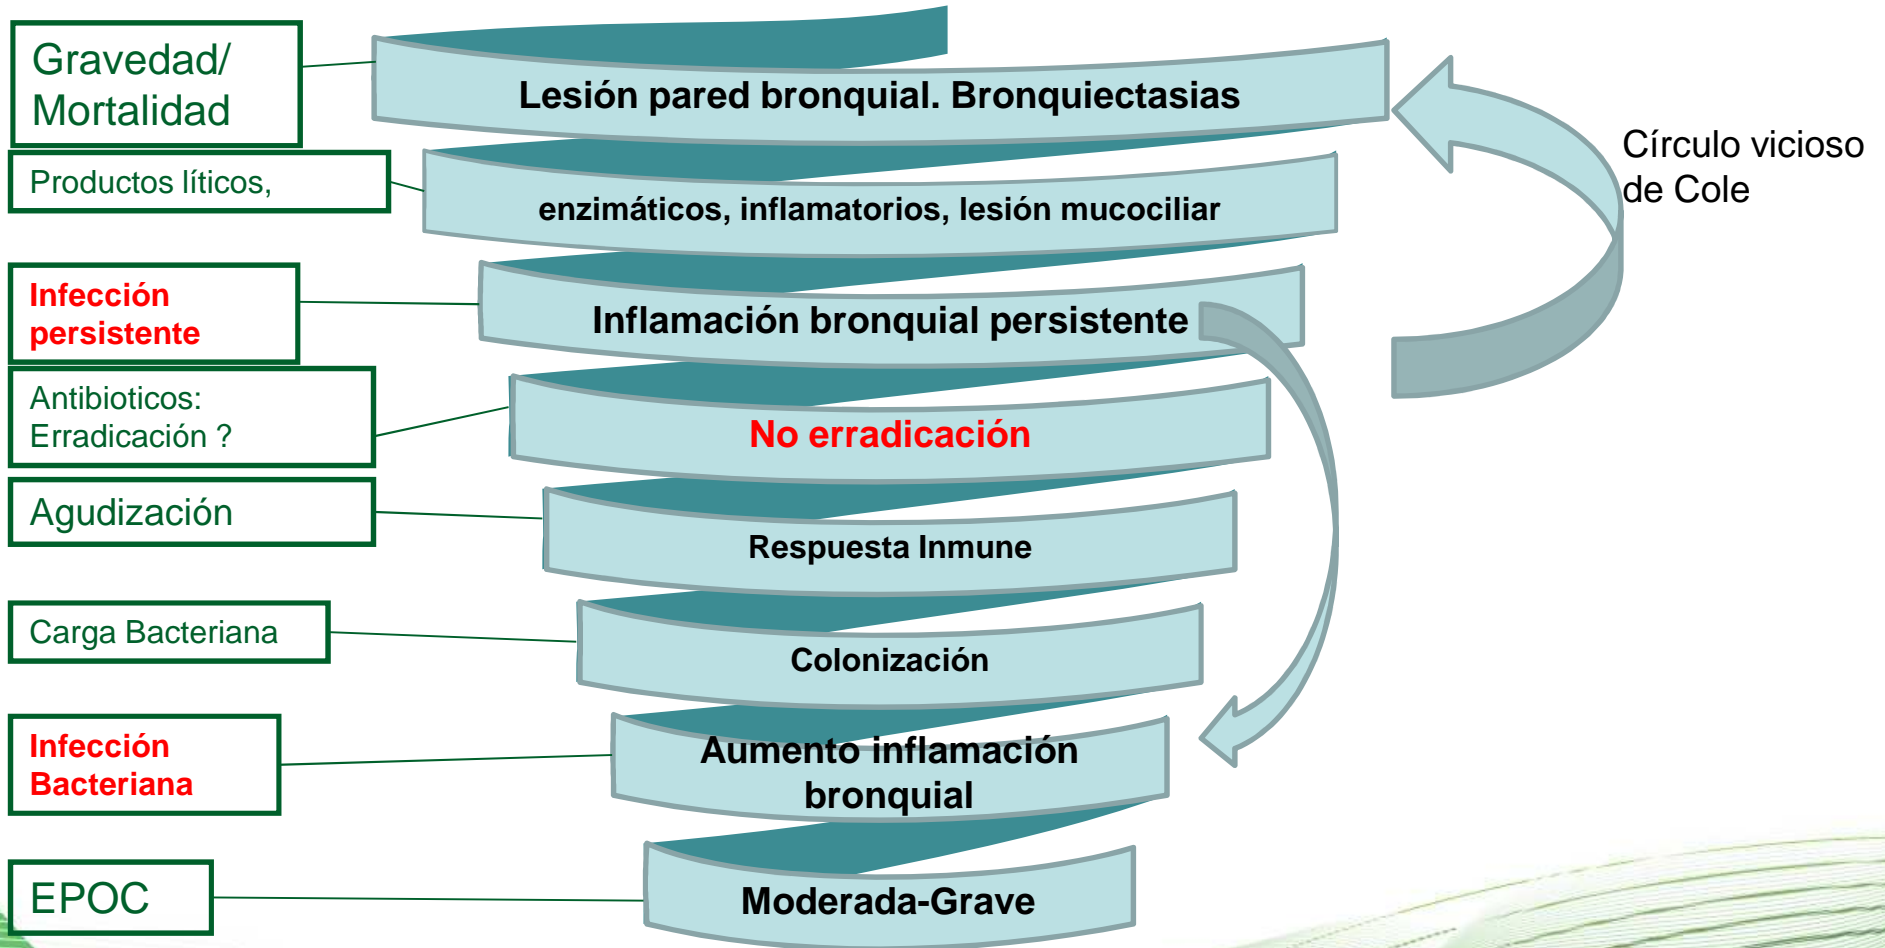 Gravedad/
Mortalidad
Lesión pared bronquial. Bronquiectasias
Círculo vicioso
de Cole
Productos líticos,
enzimáticos, inflamatorios, lesión mucociliar
Infección
persistente
Inflamación bronquial persistente
Antibioticos:
Erradicación ?
No erradicación
Agudización
Respuesta Inmune
Carga Bacteriana
Colonización
Infección
Bacteriana
Aumento inflamación
bronquial
EPOC
Moderada-Grave